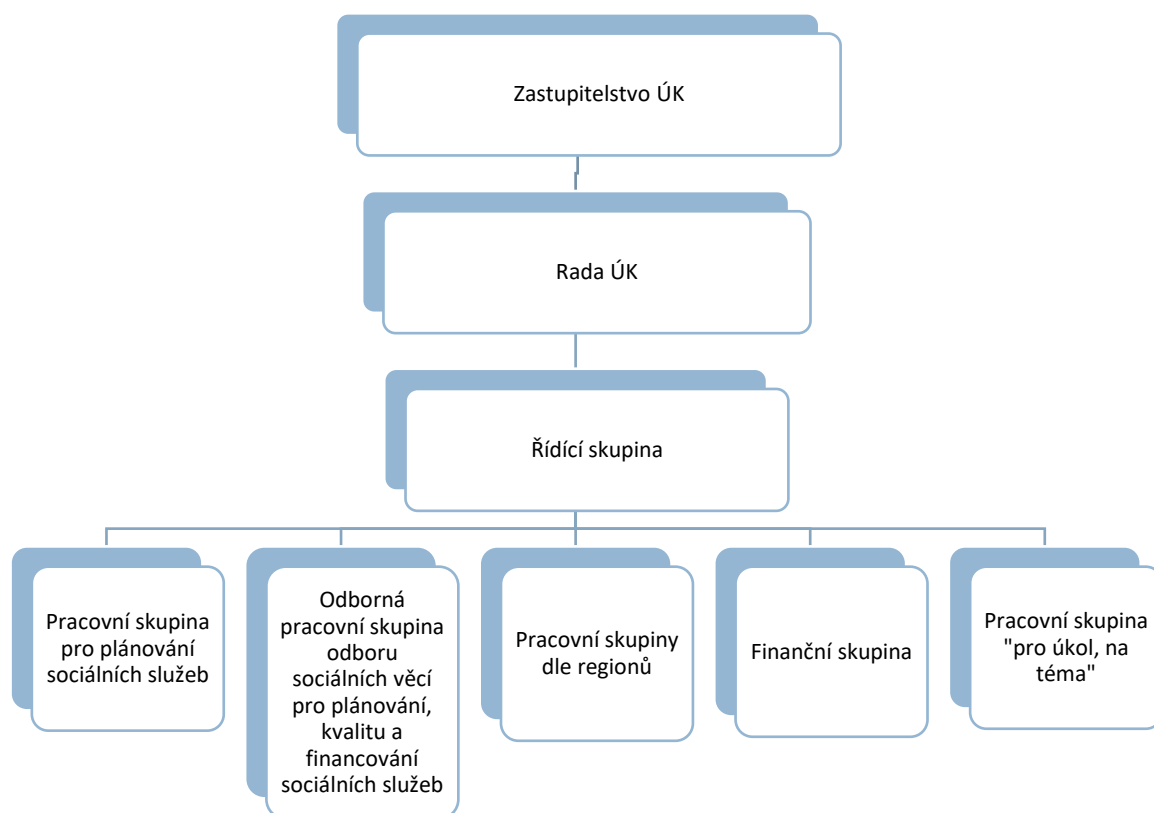 Zastupitelstvo ÚK
Rada ÚK
Řídící skupina
Pracovní skupina
pro plánování
sociálních služeb
Odborná
pracovní skupina
odboru
sociálních věcí
pro plánování,
kvalitu a
financování
sociálních služeb
Pracovní skupiny
dle regionů
Finanční skupina
Pracovní skupina
"pro úkol, na
téma"